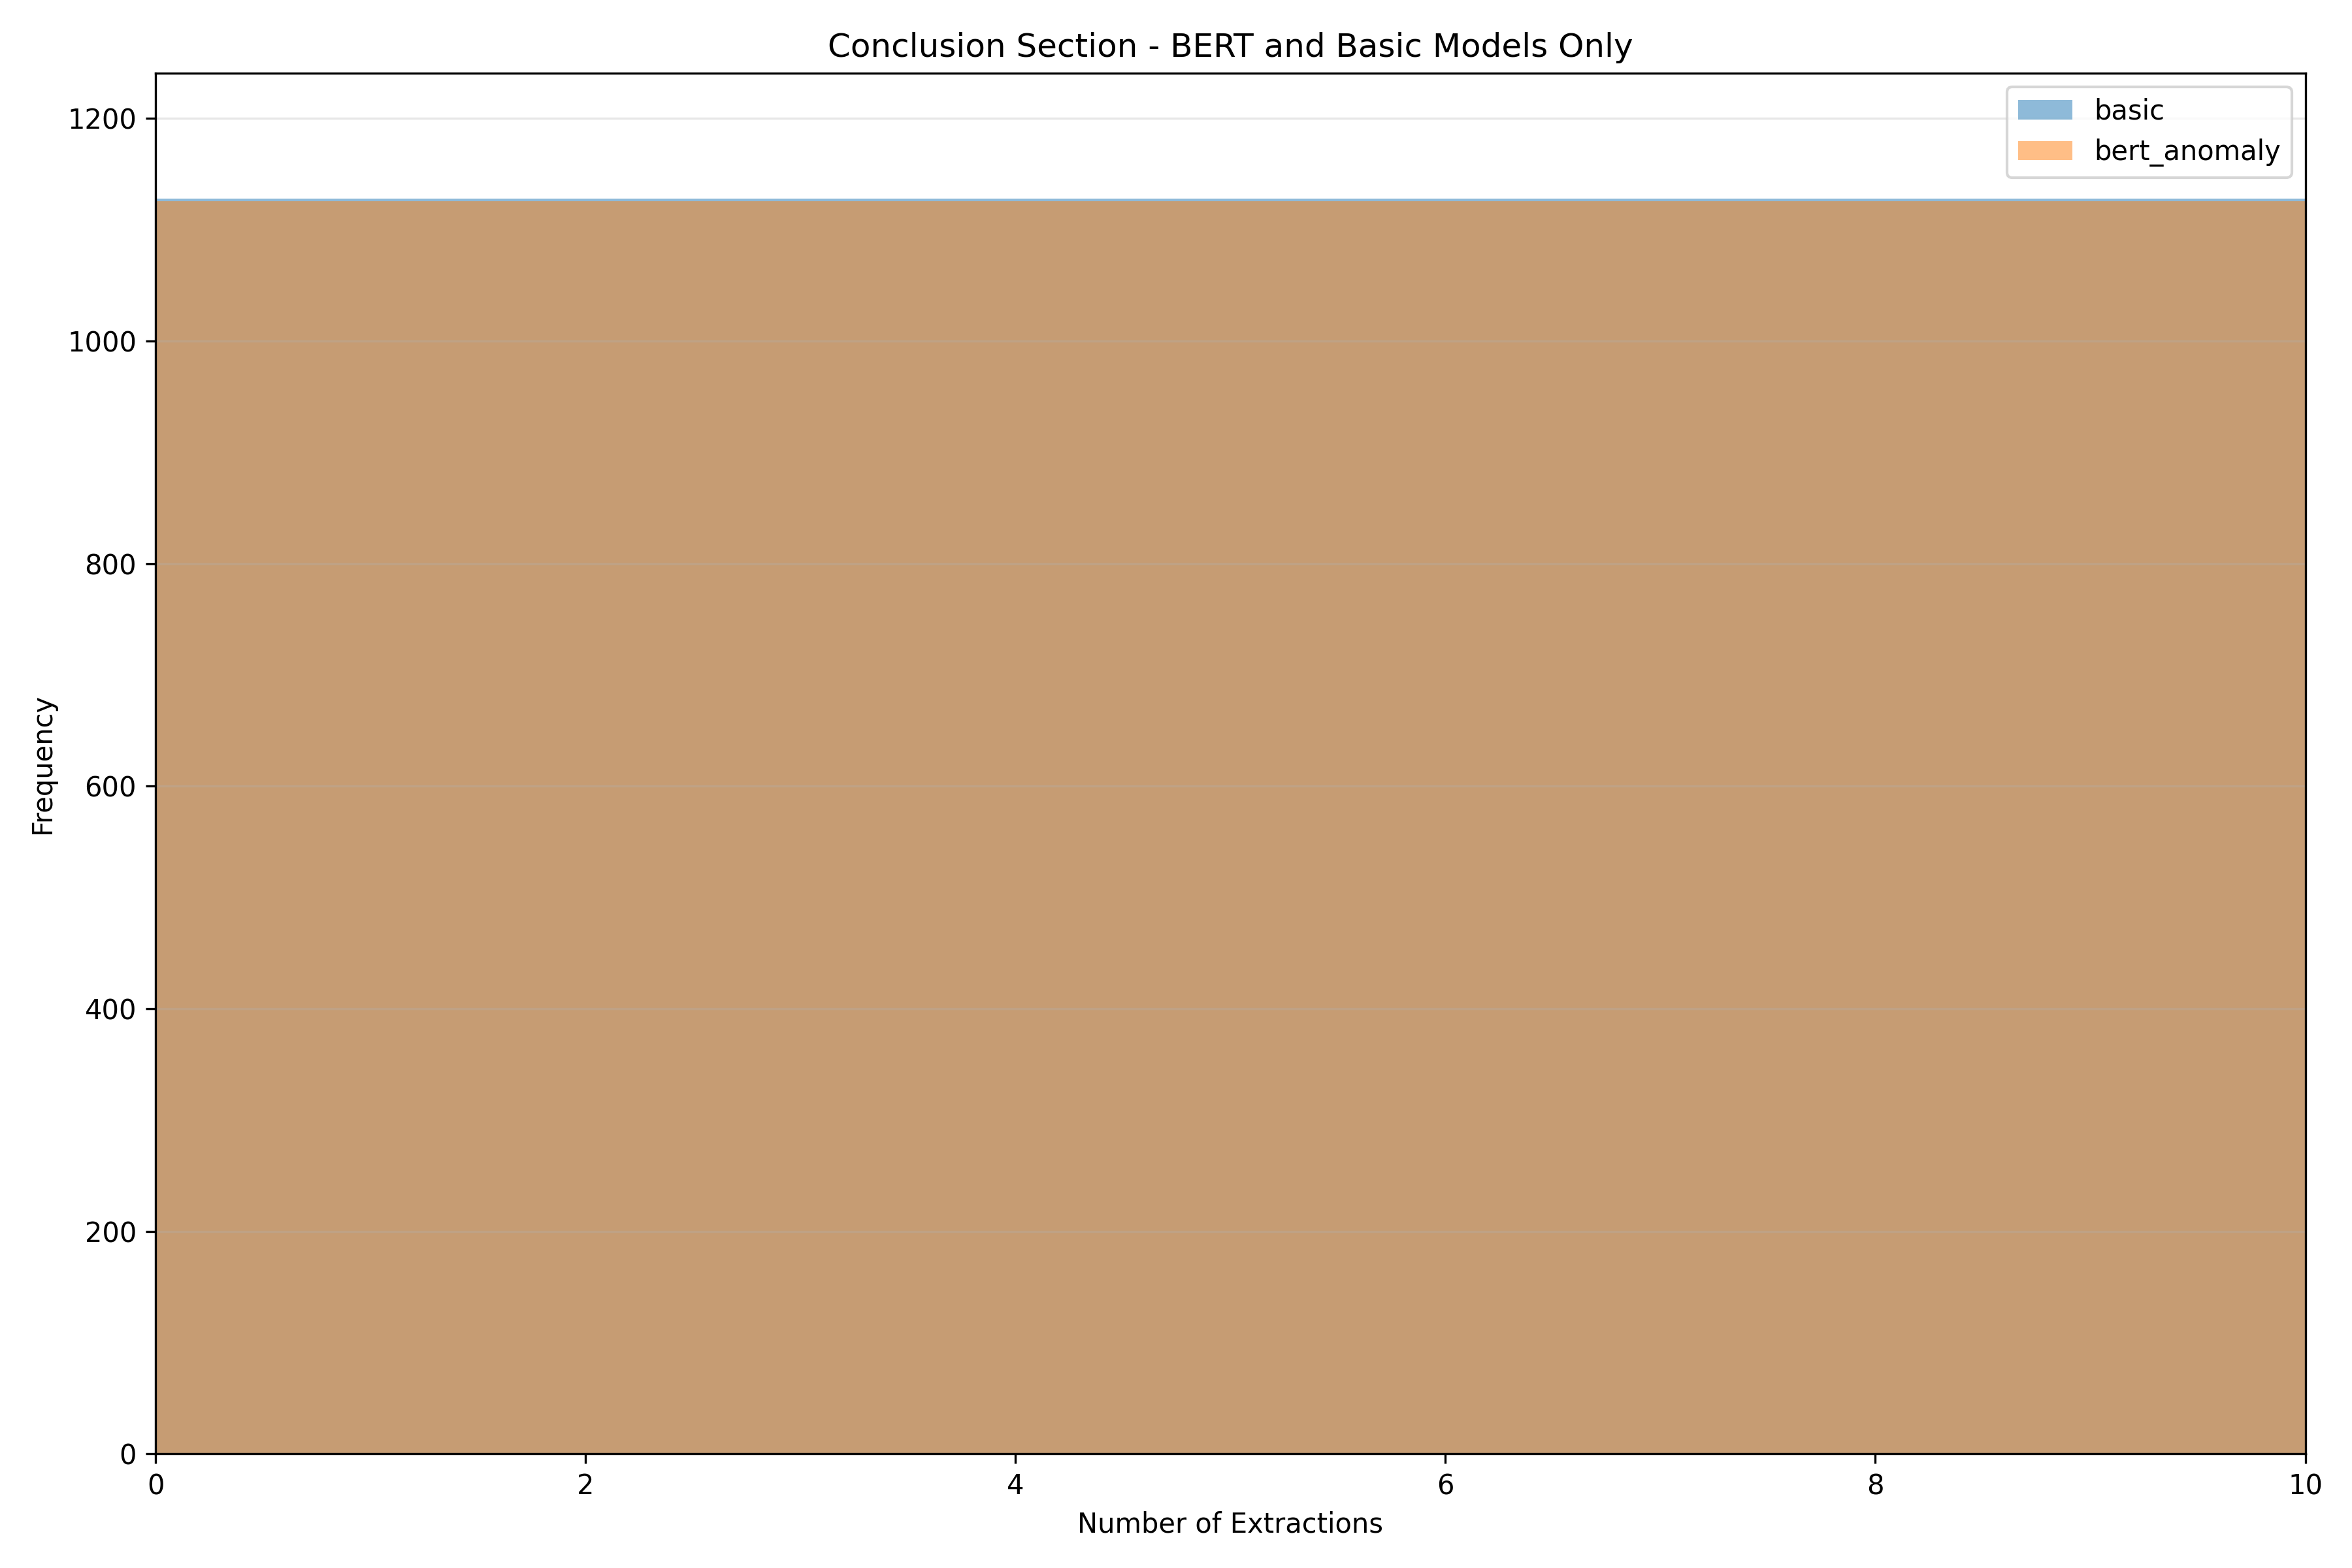 Conclusion Section - BERT and Basic Models Only
basic
bert_anomaly
1200
1000
800
600
400
200
0
Frequency
0 2 4 6 8 10
Number of Extractions